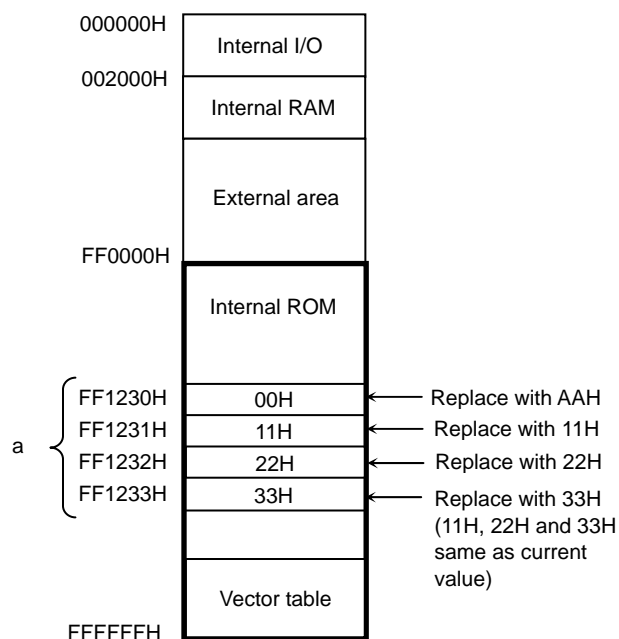 000000H
Internal I/O
002000H
Internal RAM
External area
FF0000H
Internal ROM
a
FF1230H
00H
Replace with AAH
FF1231H
11H
Replace with 11H
FF1232H
22H
Replace with 22H
FF1233H
33H
Replace with 33H
(11H, 22H and 33H
same as current
value)
Vector table
FFFFFFH